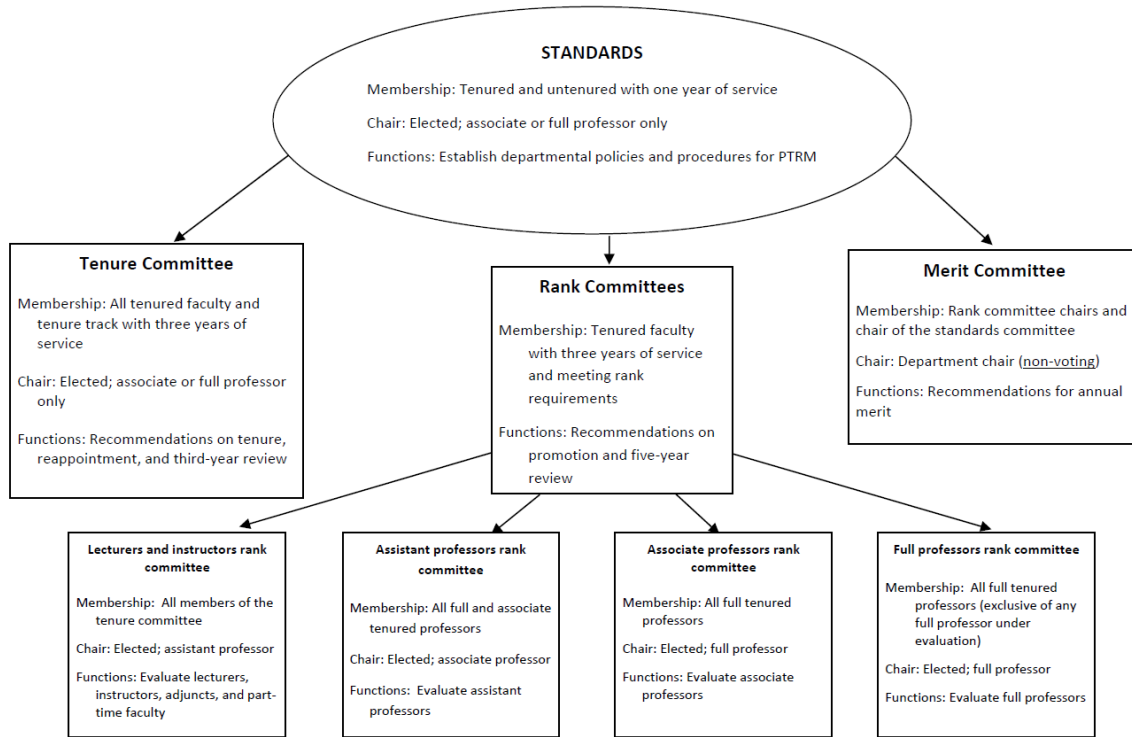 STANDARDS
Membership: Tenured and untenured with one year of service
Chair: Elected; associate or full professor only
Functions: Establish departmental policies and procedures for PTRM
Tenure Committee
Membership: All tenured faculty and
tenure track with three years of
service
Chair: Elected; associate or full professor
only
Functions: Recommendations on tenure,
reappointment, and third-year review
Rank Committees
Membership: Tenured faculty
with three years of service
and meeting rank
requirements
Functions: Recommendations on
promotion and five-year
review
Merit Committee
Membership: Rank committee chairs and
chair of the standards committee
Chair: Department chair (non-voting)
Functions: Recommendations for annual
merit
Lecturers and instructors rank
committee
Membership: All members of the
tenure committee
Chair: Elected; assistant professor
Functions: Evaluate lecturers,
instructors, adjuncts, and part-
time faculty
Assistant professors rank
committee
Membership: All full and associate
tenured professors
Chair: Elected; associate professor
Functions: Evaluate assistant
professors
Associate professors rank
committee
Membership: All full tenured
professors
Chair: Elected; full professor
Functions: Evaluate associate
professors
Full professors rank committee
Membership: All full tenured
professors (exclusive of any
full professor under
evaluation)
Chair: Elected; full professor
Functions: Evaluate full professors